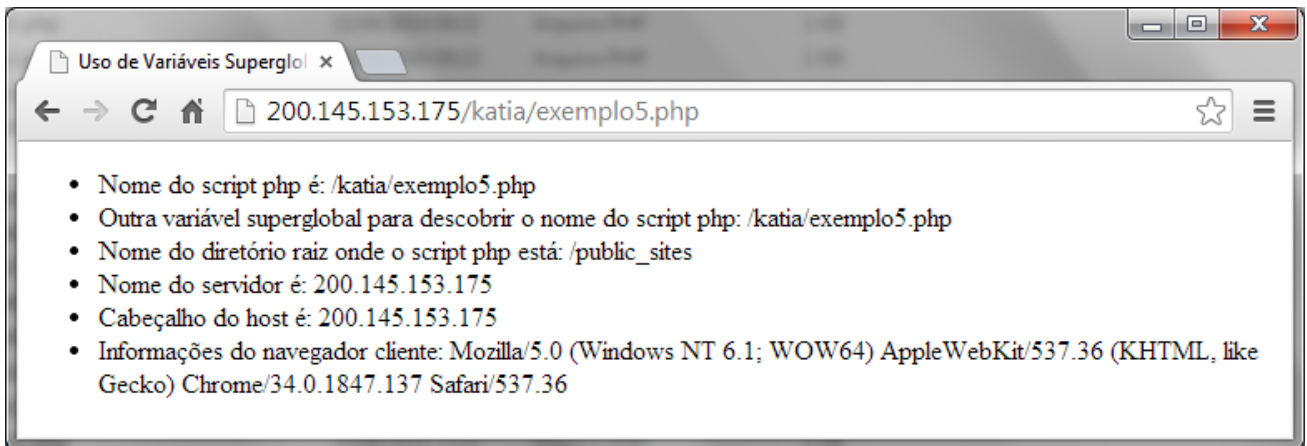 Uso de Variáveis Superglol
200.145.153.175/katia/exemplo5.php
Nome do script php é: /katia/exemplo5.php
Outra variável superglobal para descobrir o nome do script php: /katia/exemplo5.php
Nome do diretório raiz onde o script php está: /public_sites
Nome do servidor é: 200.145.153.175
Cabeçalho do host é: 200.145.153.175
Informações do navegador cliente: Mozilla/5.0 (Windows NT 6.1; WOW64) AppleWebKit/537.36 (KHTML, like
Gecko) Chrome/34.0.1847.137 Safari/537.36